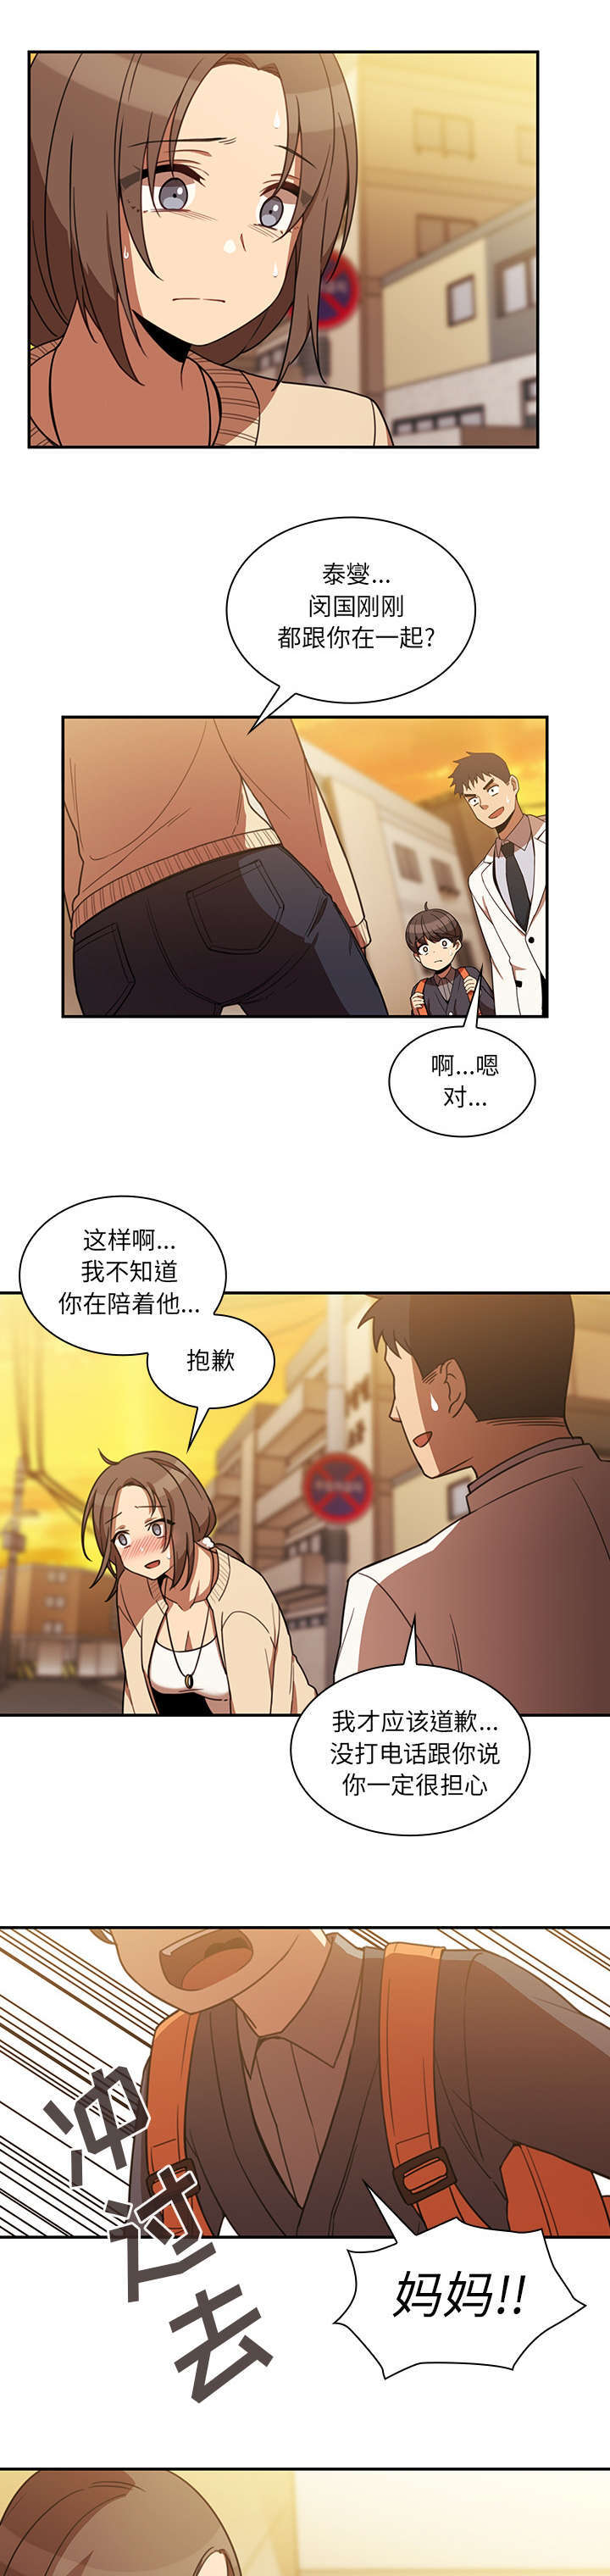 泰燮...
闵国刚刚
都跟你在一起?
啊...嗯
对...
这样啊...
我不知道
你在陪着他...
抱歉
我才应该道歉...
没打电话跟你说
你一定很担心
冲
过
去
妈妈!!